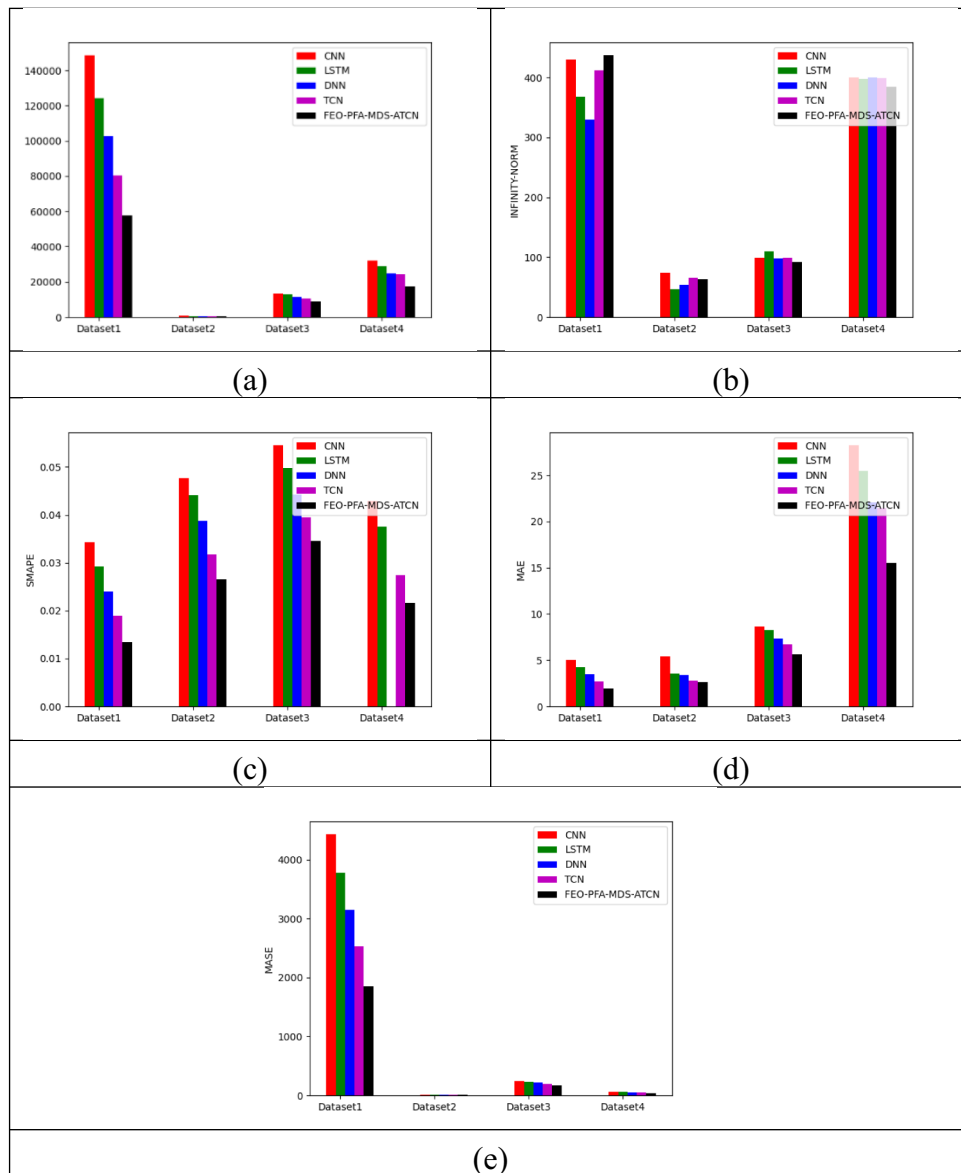 140000
120000
100000
80000
60000
40000
20000
0
Dataset1 Dataset2 Dataset3 Dataset4
CNN
LSTM
DNN
TCN
FEO-PFA-MDS-ATCN
(a)
INFINITY-NORM
400
300
200
100
0
Dataset1 Dataset2 Dataset3 Dataset4
CNN
LSTM
DNN
TCN
FEO-PFA-MDS-ATCN
(b)
SMAPE
0.05
0.04
0.03
0.02
0.01
0.00
Dataset1 Dataset2 Dataset3 Dataset4
CNN
LSTM
DNN
TCN
FEO-PFA-MDS-ATCN
(c)
MAE
25
20
15
10
5
0
Dataset1 Dataset2 Dataset3 Dataset4
CNN
LSTM
DNN
TCN
FEO-PFA-MDS-ATCN
(d)
MASE
4000
3000
2000
1000
0
Dataset1 Dataset2 Dataset3 Dataset4
CNN
LSTM
DNN
TCN
FEO-PFA-MDS-ATCN
(e)